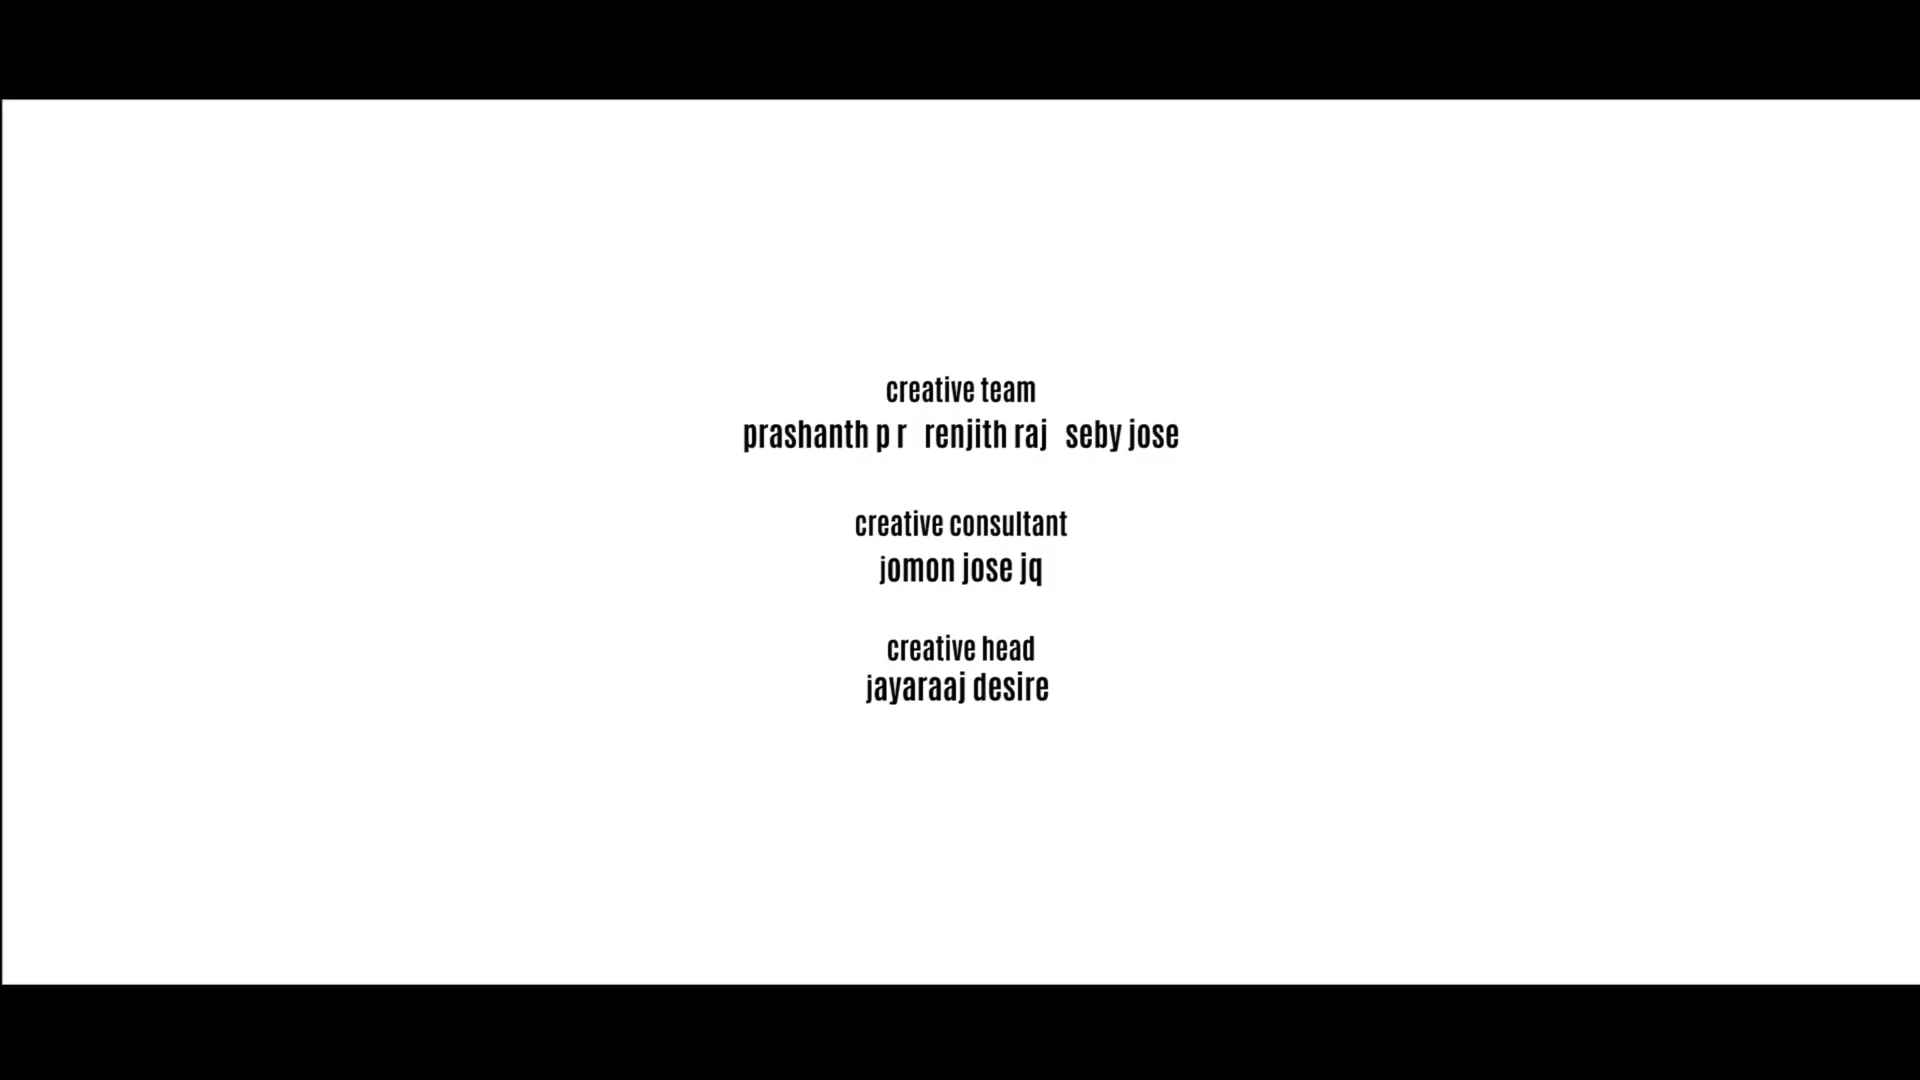 creative team
prashanth p r renjith raj seby jose
creative consultant
jomon jose jq
creative head
jayaraaj desire